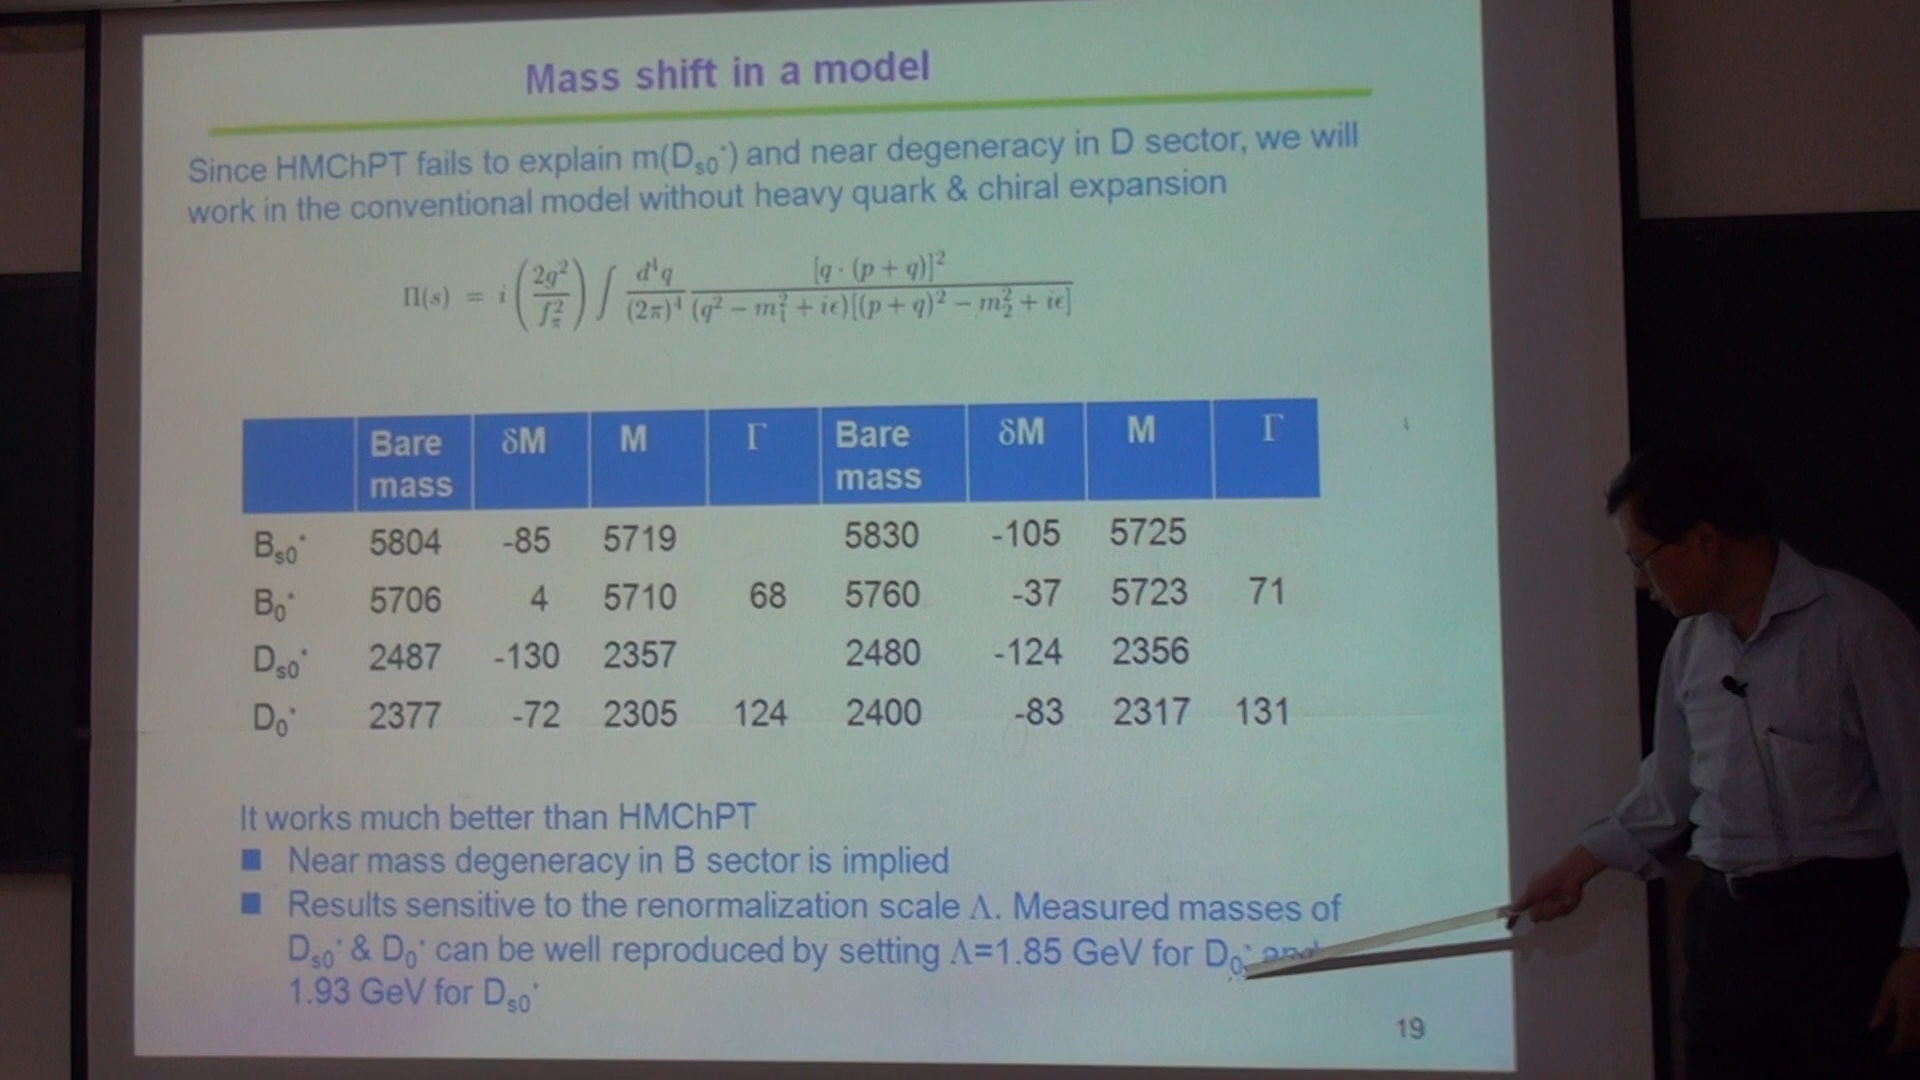 Mass shift in a model
Since HMChPT fails to explain m(Ds0*) and near degeneracy in D sector, we will
work in the conventional model without heavy quark & chiral expansion
Π(s) = i (2g²/fπ²) ∫ d⁴q/(2π)⁴ [q · (p + q)]²/(q² − m₁² + iϵ)[(p + q)² − m₂² + iϵ]
Bare mass δM M Γ Bare mass δM M Γ
Bs0* 5804 -85 5719 5830 -105 5725
B0* 5706 4 5710 68 5760 -37 5723 71
Ds0* 2487 -130 2357 2480 -124 2356
D0* 2377 -72 2305 124 2400 -83 2317 131
It works much better than HMChPT
■ Near mass degeneracy in B sector is implied
■ Results sensitive to the renormalization scale Λ. Measured masses of
Ds0* & D0* can be well reproduced by setting Λ=1.85 GeV for D0* and
1.93 GeV for Ds0*
19